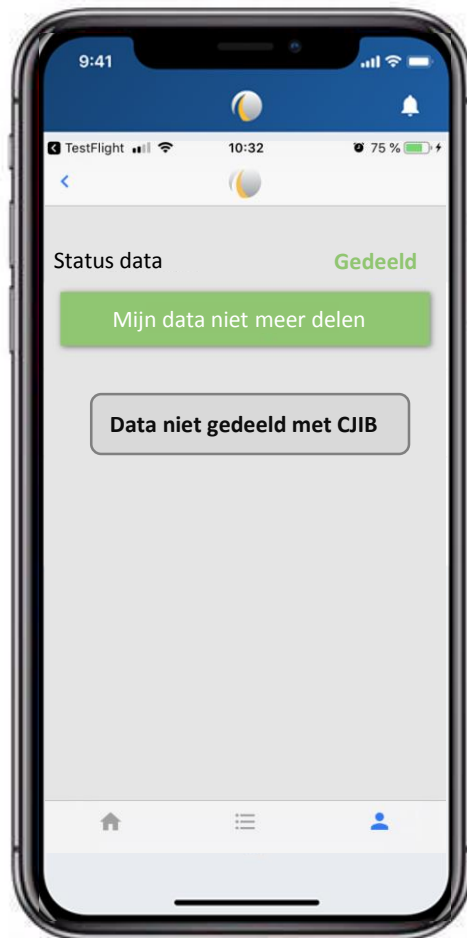 9:41
TestFlight 10:32 75 %
Status data Gedeeld
Mijn data niet meer delen
Data niet gedeeld met CJIB